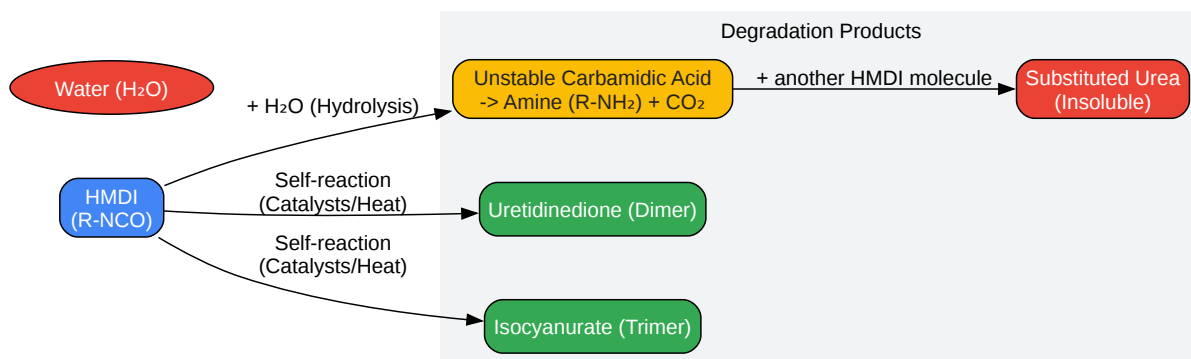 Degradation Products
Water (H₂O)
+ H₂O (Hydrolysis)
Unstable Carbamidic Acid
-> Amine (R-NH₂) + CO₂
+ another HMDI molecule
Substituted Urea
(Insoluble)
HMDI
(R-NCO)
Self-reaction
(Catalysts/Heat)
Uretidinedione (Dimer)
Self-reaction
(Catalysts/Heat)
Isocyanurate (Trimer)